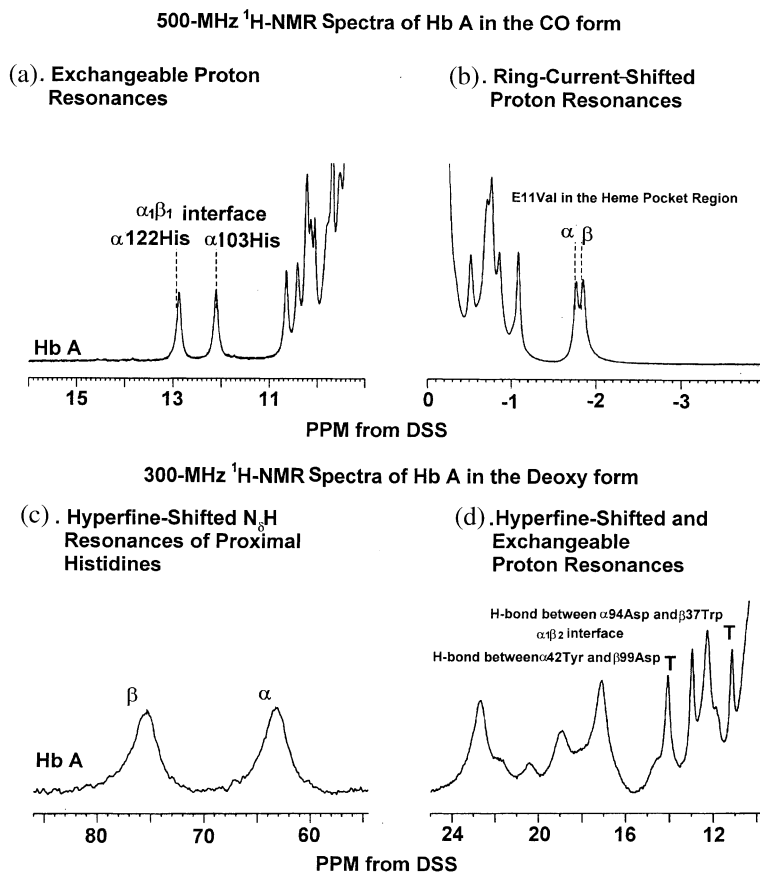 500-MHz ¹H-NMR Spectra of Hb A in the CO form
(a). Exchangeable Proton
Resonances
α₁β₁ interface
α122His α103His
Hb A
15 13 11
(b). Ring-Current-Shifted
Proton Resonances
E11Val in the Heme Pocket Region
α β
0 -1 -2 -3
PPM from DSS
300-MHz ¹H-NMR Spectra of Hb A in the Deoxy form
(c). Hyperfine-Shifted NδH
Resonances of Proximal
Histidines
β α
Hb A
80 70 60
(d).Hyperfine-Shifted and
Exchangeable
Proton Resonances
H-bond between α94Asp and β37Trp
α₁β₂ interface
T
H-bond between α42Tyr and β99Asp
T
24 20 16 12
PPM from DSS